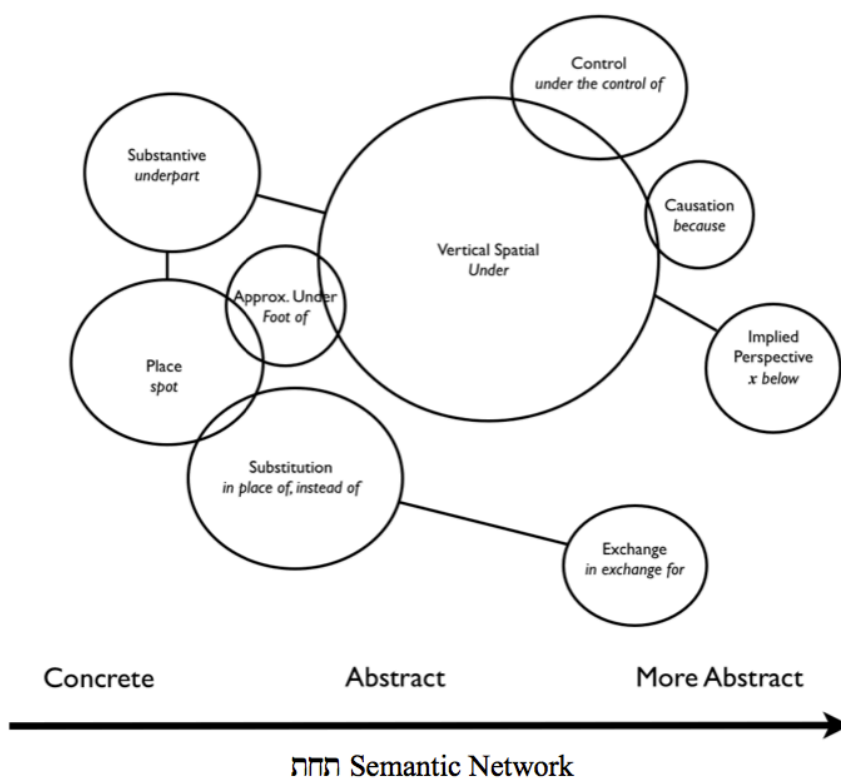 Control
under the control of
Substantive
underpart
Causation
because
Vertical Spatial
Under
Approx. Under
Foot of
Implied
Perspective
x below
Place
spot
Substitution
in place of, instead of
Exchange
in exchange for
Concrete
Abstract
More Abstract
תחת Semantic Network